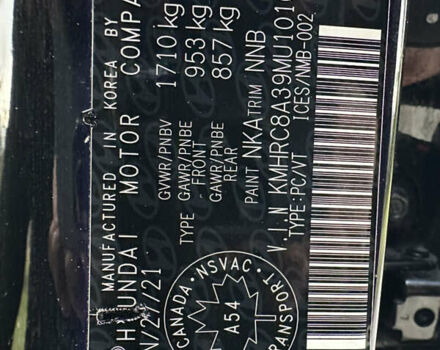 MANUFACTURED IN KOREA BY
HYUNDAI MOTOR COMPA
/21
GVWR/PNBV 1710 kg
TYPE GAWR/PNBE FRONT 953 kg
GAWR/PNBE REAR 857 kg
PAINT NKA TRIM NNB
V.I.N KMHRC8A39MU101
TYPE:PC/VT ICES/NMB-002
CANADA NSVAC TRANSPORT
A54